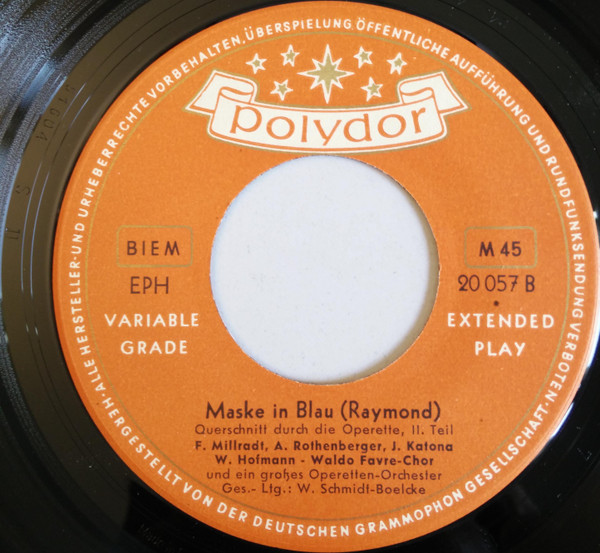 ALLE HERSTELLER- UND URHEBERRECHTE VORBEHALTEN, ÜBERSPIELUNG, ÖFFENTLICHE AUFFÜHRUNG UND RUNDFUNKSENDUNG VERBOTEN.
polydor
BIEM
M 45
EPH
20 057 B
VARIABLE
GRADE
EXTENDED
PLAY
Maske in Blau (Raymond)
Querschnitt durch die Operette, II. Teil
F. Millradt, A. Rothenberger, J. Katona
W. Hofmann - Waldo Favre-Chor
und ein großes Operetten-Orchester
Ges.- Ltg.: W. Schmidt-Boelcke
HERGESTELLT VON DER DEUTSCHEN GRAMMOPHON GESELLSCHAFT